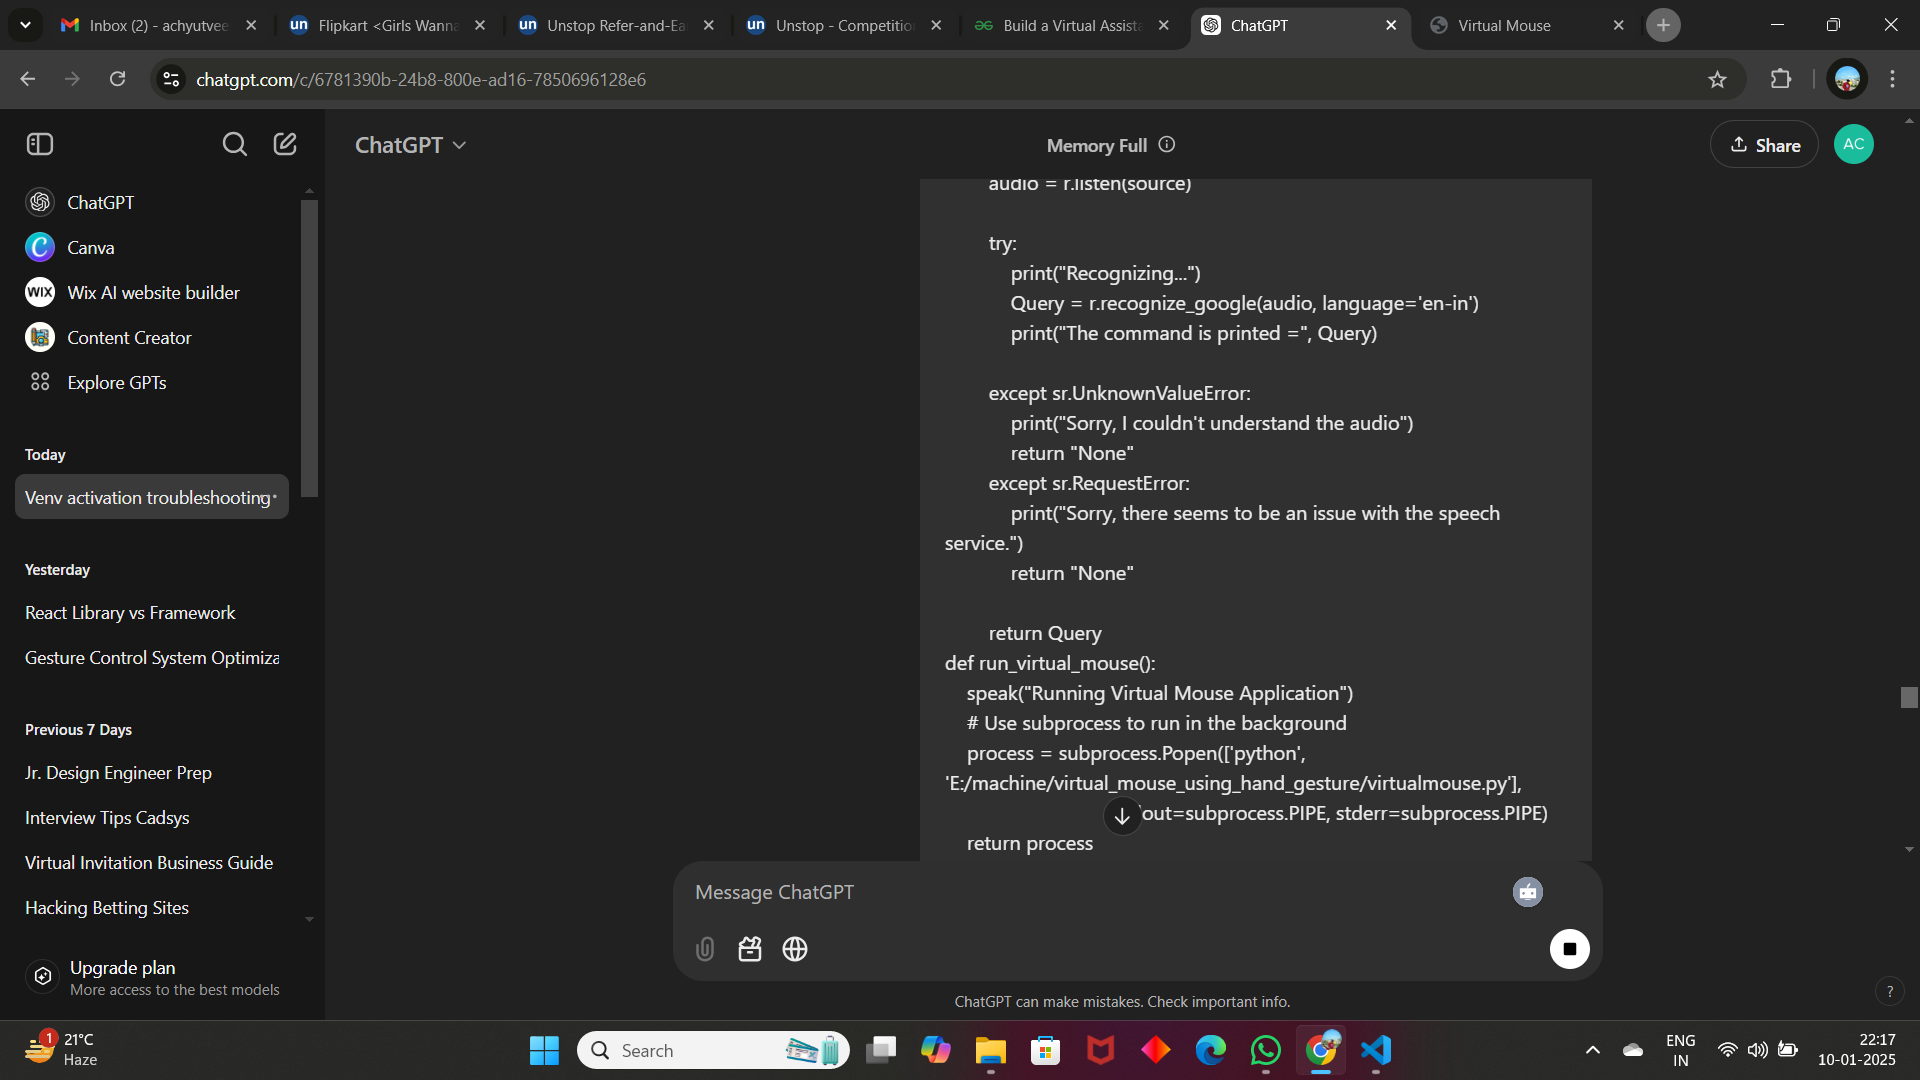 Inbox (2) - achyutvee
un Flipkart <Girls Wanna
un Unstop Refer-and-Ea
un Unstop - Competition
Build a Virtual Assista
ChatGPT
Virtual Mouse
chatgpt.com/c/6781390b-24b8-800e-ad16-7850696128e6
ChatGPT
Memory Full
Share
AC
ChatGPT
Canva
WIX Wix AI website builder
Content Creator
Explore GPTs
Today
Venv activation troubleshooting
Yesterday
React Library vs Framework
Gesture Control System Optimiza
Previous 7 Days
Jr. Design Engineer Prep
Interview Tips Cadsys
Virtual Invitation Business Guide
Hacking Betting Sites
Upgrade plan
More access to the best models
audio = r.listen(source)
try:
print("Recognizing...")
Query = r.recognize_google(audio, language='en-in')
print("The command is printed =", Query)
except sr.UnknownValueError:
print("Sorry, I couldn't understand the audio")
return "None"
except sr.RequestError:
print("Sorry, there seems to be an issue with the speech
service.")
return "None"
return Query
def run_virtual_mouse():
speak("Running Virtual Mouse Application")
# Use subprocess to run in the background
process = subprocess.Popen(['python',
'E:/machine/virtual_mouse_using_hand_gesture/virtualmouse.py'],
out=subprocess.PIPE, stderr=subprocess.PIPE)
return process
Message ChatGPT
ChatGPT can make mistakes. Check important info.
?
1
21°C
Haze
Search
ENG
IN
22:17
10-01-2025